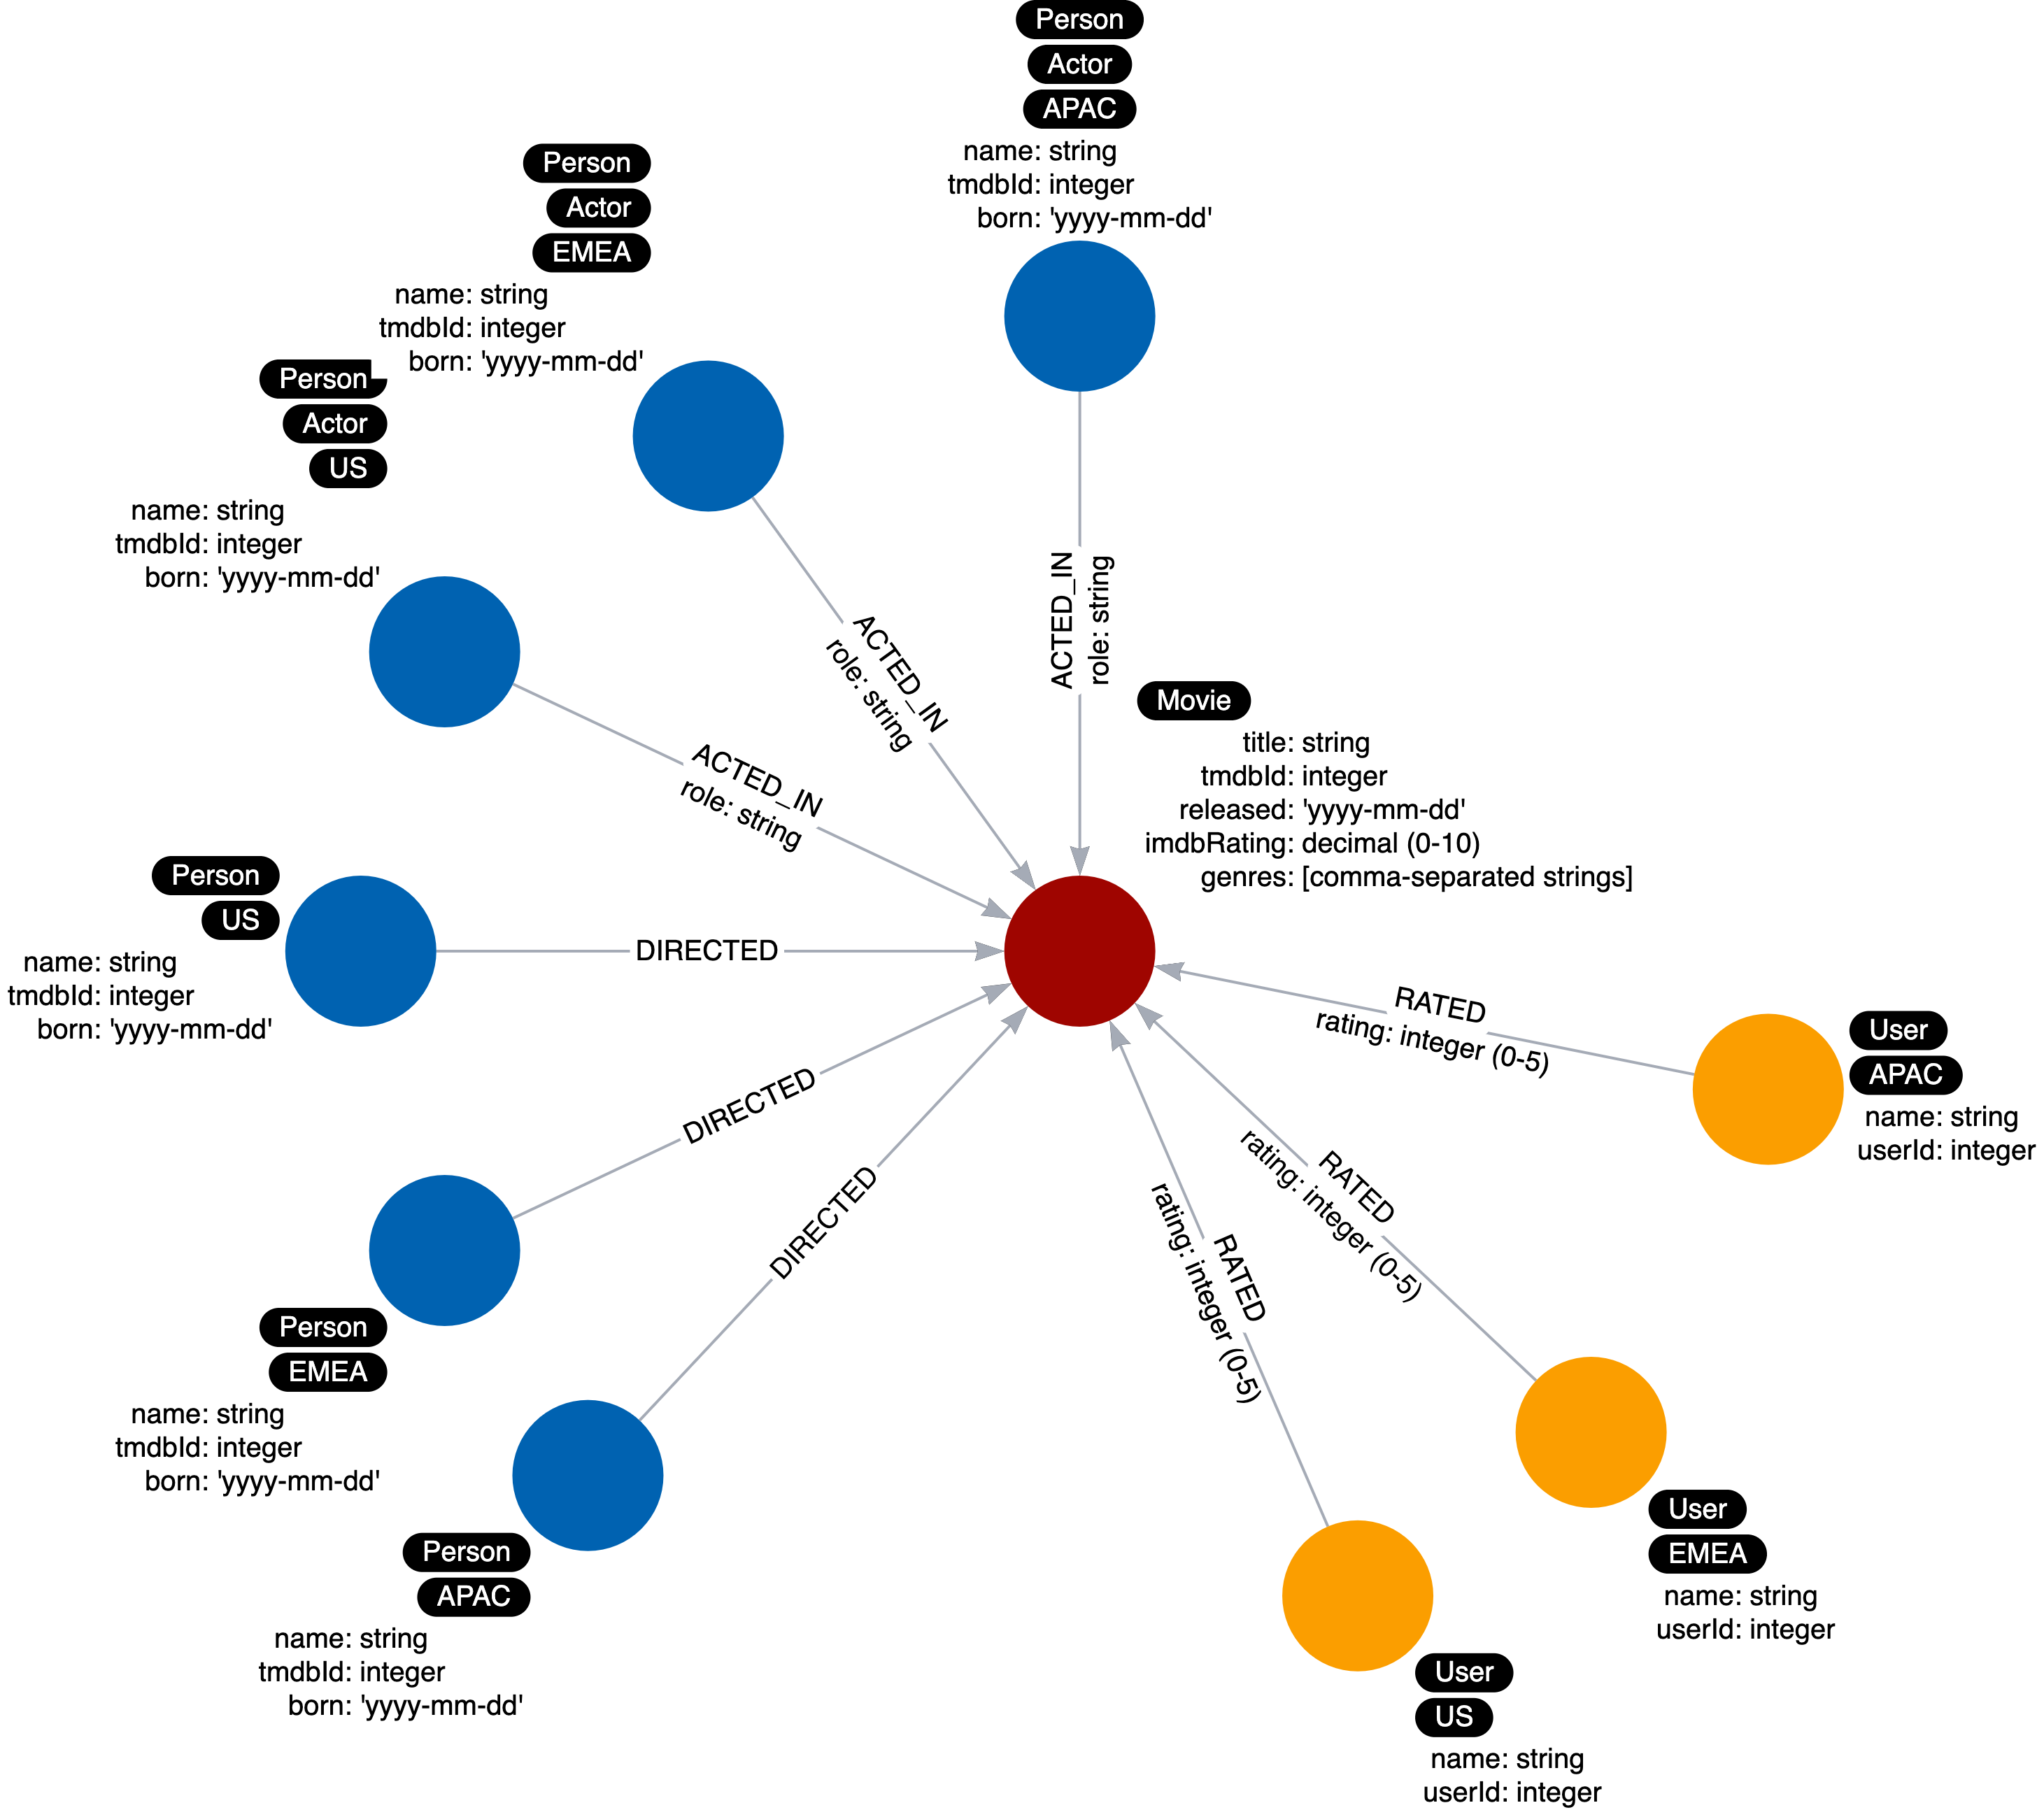 Person
Actor
APAC
name: string
tmdbId: integer
born: 'yyyy-mm-dd'
Person
Actor
EMEA
name: string
tmdbId: integer
born: 'yyyy-mm-dd'
Person
Actor
US
name: string
tmdbId: integer
born: 'yyyy-mm-dd'
ACTED_IN
role: string
ACTED_IN
role: string
ACTED_IN
role: string
Movie
title: string
tmdbId: integer
released: 'yyyy-mm-dd'
imdbRating: decimal (0-10)
genres: [comma-separated strings]
Person
US
name: string
tmdbId: integer
born: 'yyyy-mm-dd'
DIRECTED
DIRECTED
DIRECTED
RATED
rating: integer (0-5)
User
APAC
name: string
userId: integer
RATED
rating: integer (0-5)
RATED
rating: integer (0-5)
Person
EMEA
name: string
tmdbId: integer
born: 'yyyy-mm-dd'
Person
APAC
name: string
tmdbId: integer
born: 'yyyy-mm-dd'
User
EMEA
name: string
userId: integer
User
US
name: string
userId: integer